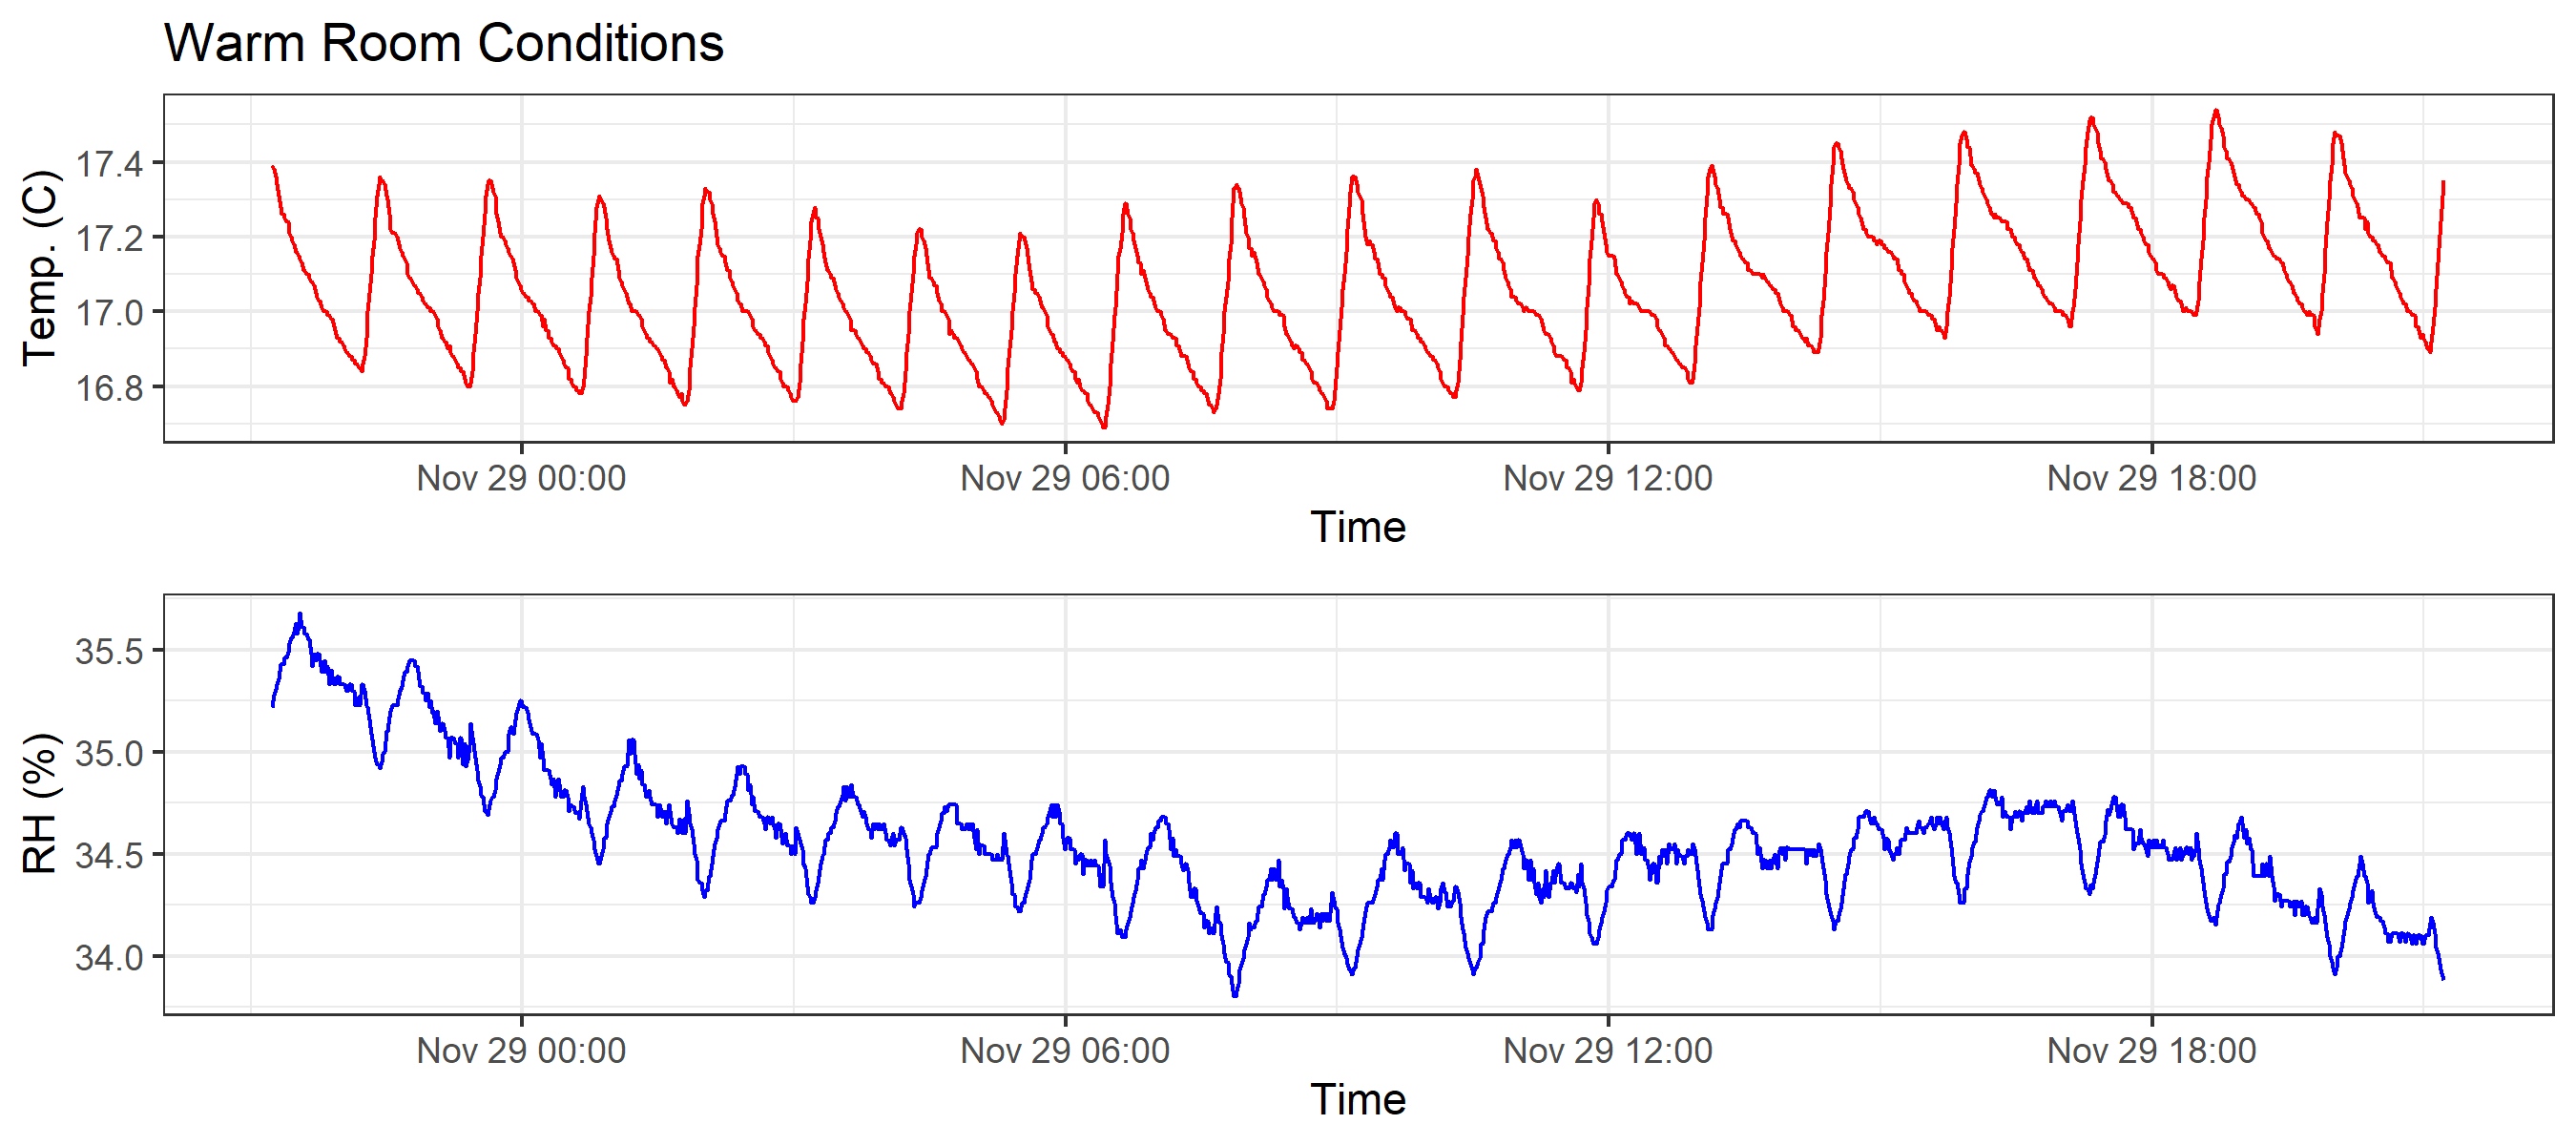 Warm Room Conditions
Temp. (C)
17.4
17.2
17.0
16.8
Nov 29 00:00 Nov 29 06:00 Nov 29 12:00 Nov 29 18:00
Time
RH (%)
35.5
35.0
34.5
34.0
Nov 29 00:00 Nov 29 06:00 Nov 29 12:00 Nov 29 18:00
Time